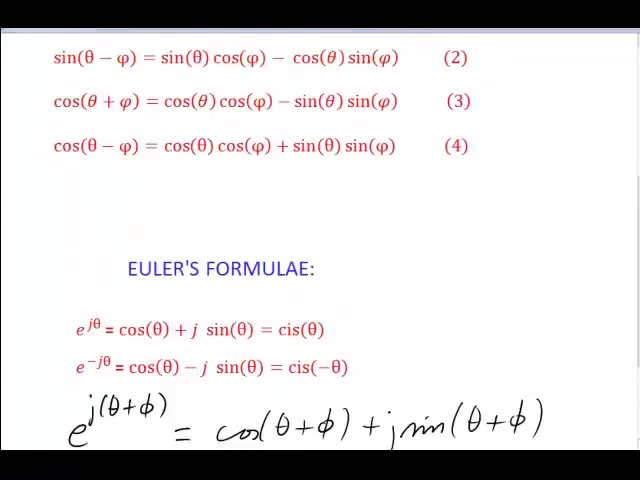 sin(θ − φ) = sin(θ) cos(φ) − cos(θ) sin(φ) (2)
cos(θ + φ) = cos(θ) cos(φ) − sin(θ) sin(φ) (3)
cos(θ − φ) = cos(θ) cos(φ) + sin(θ) sin(φ) (4)
EULER'S FORMULAE:
e^{jθ} = cos(θ) + j sin(θ) = cis(θ)
e^{−jθ} = cos(θ) − j sin(θ) = cis(−θ)
e^{j(θ+ϕ)} = cos(θ+ϕ) + j sin(θ+ϕ)